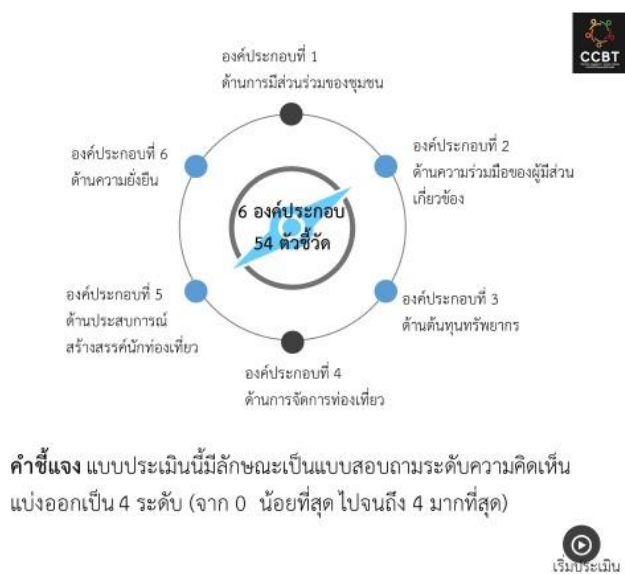 CCBT
องค์ประกอบที่ 1
ด้านการมีส่วนร่วมของชุมชน
องค์ประกอบที่ 2
ด้านความร่วมมือของผู้มีส่วน
เกี่ยวข้อง
องค์ประกอบที่ 6
ด้านความยั่งยืน
6 องค์ประกอบ
54 ตัวชี้วัด
องค์ประกอบที่ 5
ด้านประสบการณ์
สร้างสรรค์นักท่องเที่ยว
องค์ประกอบที่ 3
ด้านต้นทุนทรัพยากร
องค์ประกอบที่ 4
ด้านการจัดการท่องเที่ยว
คำชี้แจง แบบประเมินนี้มีลักษณะเป็นแบบสอบถามระดับความคิดเห็น
แบ่งออกเป็น 4 ระดับ (จาก 0 น้อยที่สุด ไปจนถึง 4 มากที่สุด)
เริ่มประเมิน